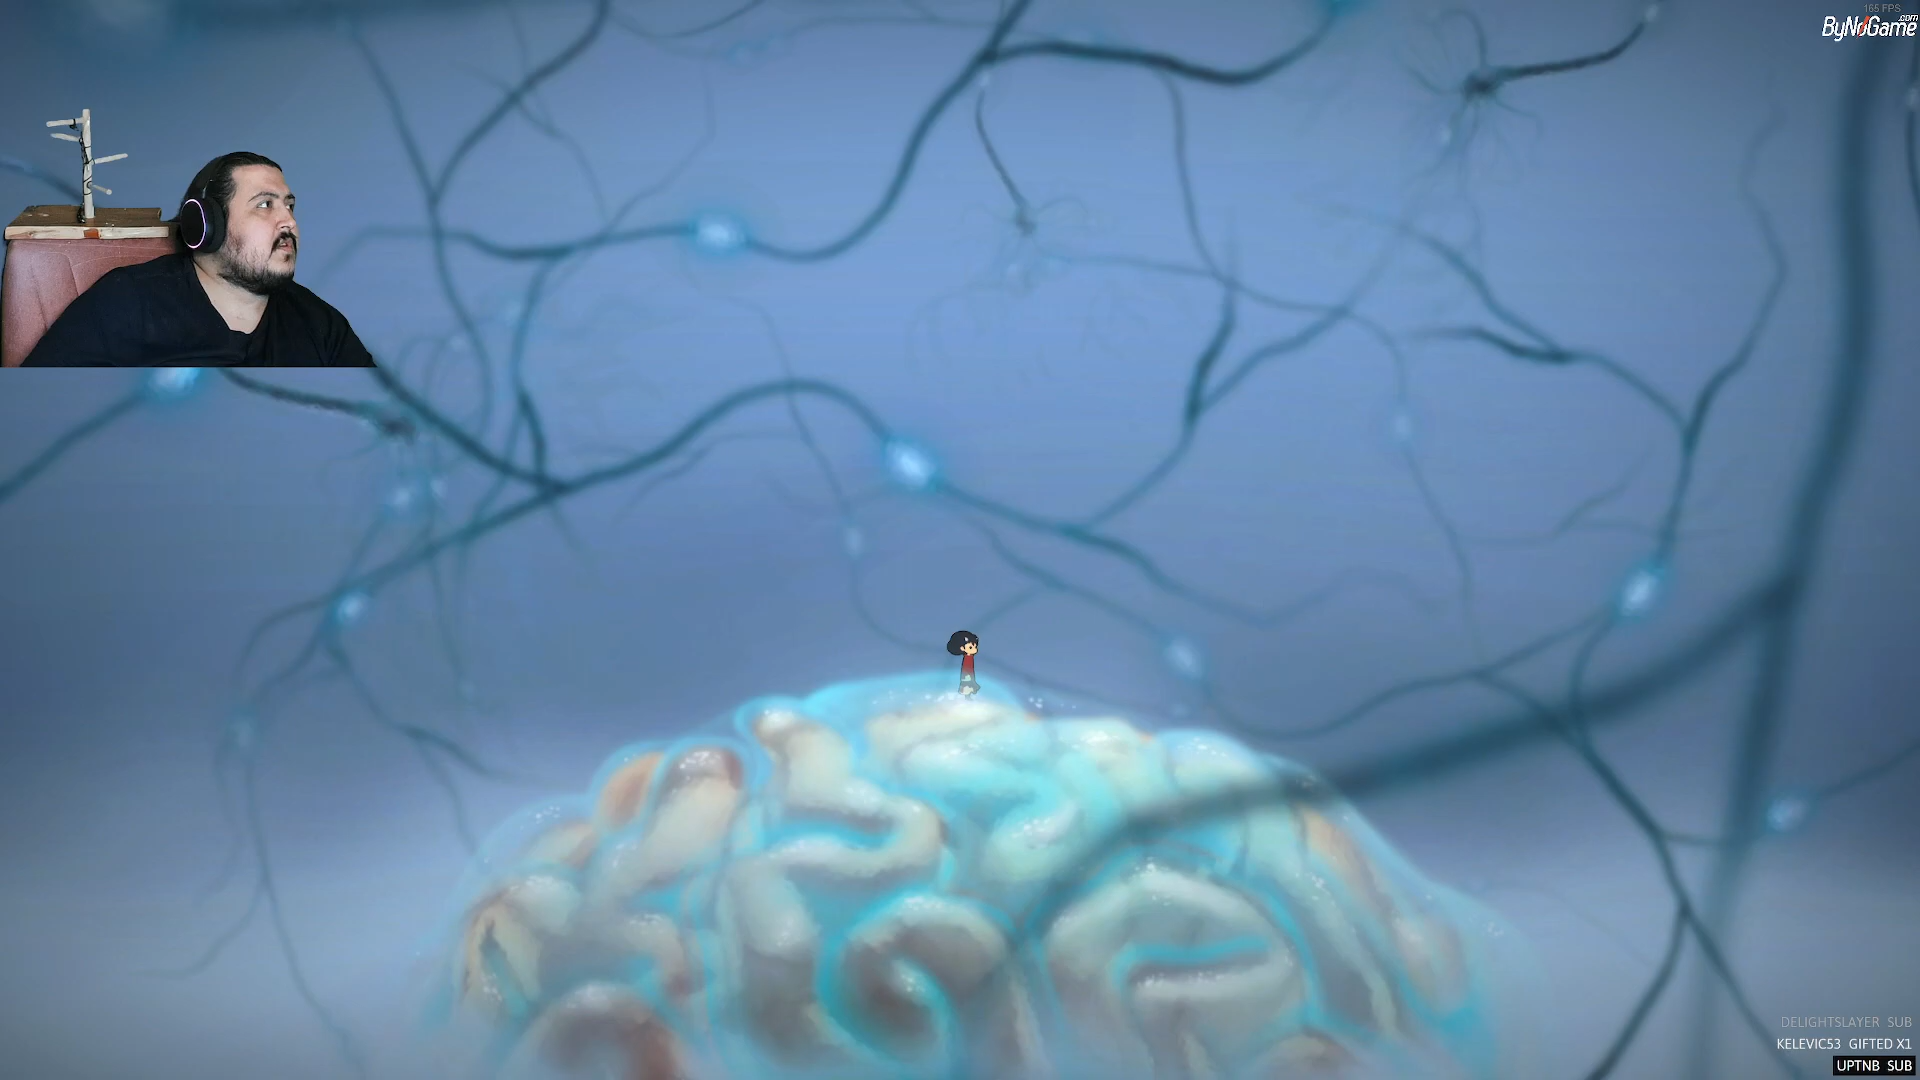 165 FPS
ByNoGame.com
DELIGHTSLAYER SUB
KELEVIC53 GIFTED X1
UPTNB SUB